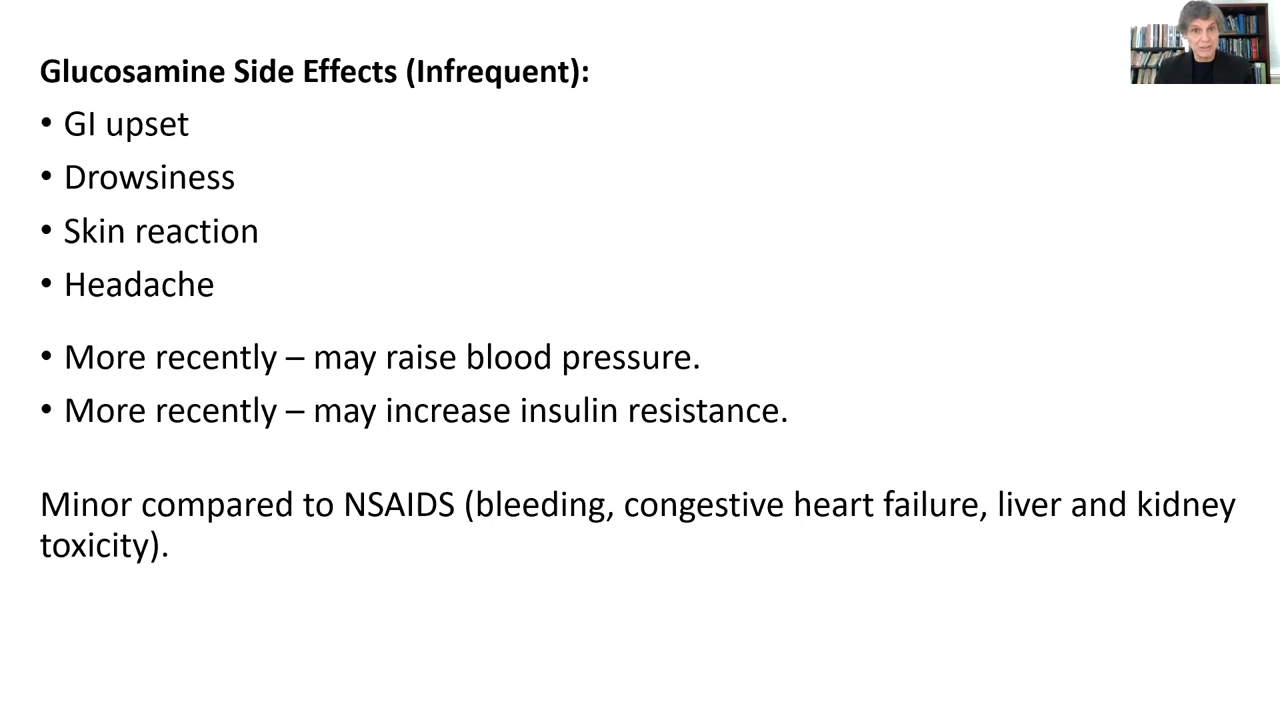 Glucosamine Side Effects (Infrequent):
• GI upset
• Drowsiness
• Skin reaction
• Headache
• More recently – may raise blood pressure.
• More recently – may increase insulin resistance.
Minor compared to NSAIDS (bleeding, congestive heart failure, liver and kidney
toxicity).